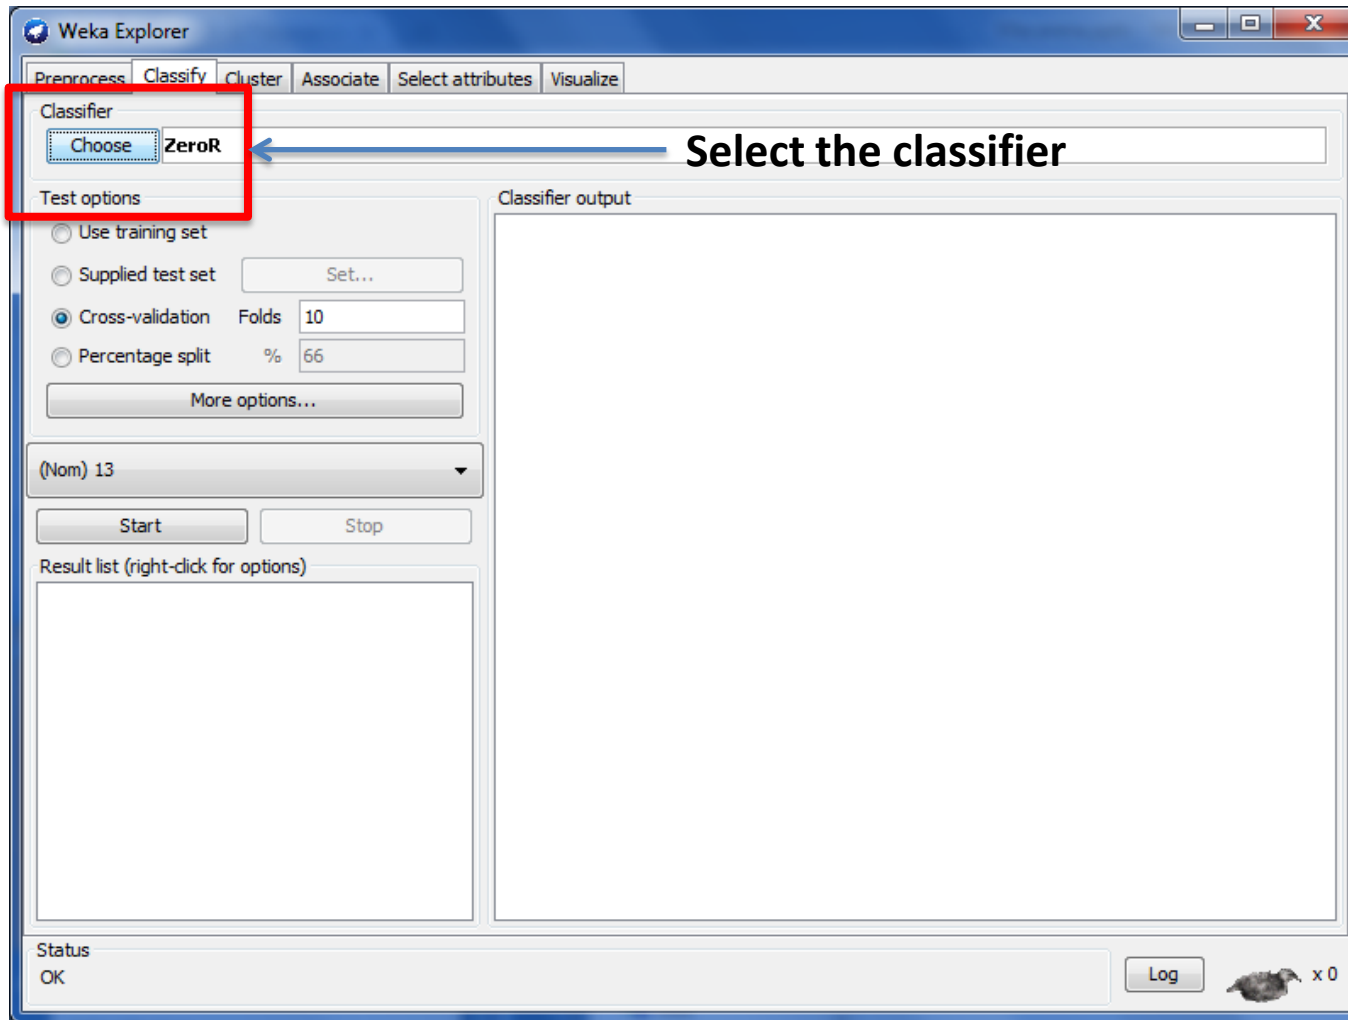 Weka Explorer
Preprocess Classify Cluster Associate Select attributes Visualize
Classifier
Choose ZeroR
Select the classifier
Test options
Classifier output
Use training set
Supplied test set Set...
Cross-validation Folds 10
Percentage split % 66
More options...
(Nom) 13
Start Stop
Result list (right-click for options)
Status
OK
Log x 0